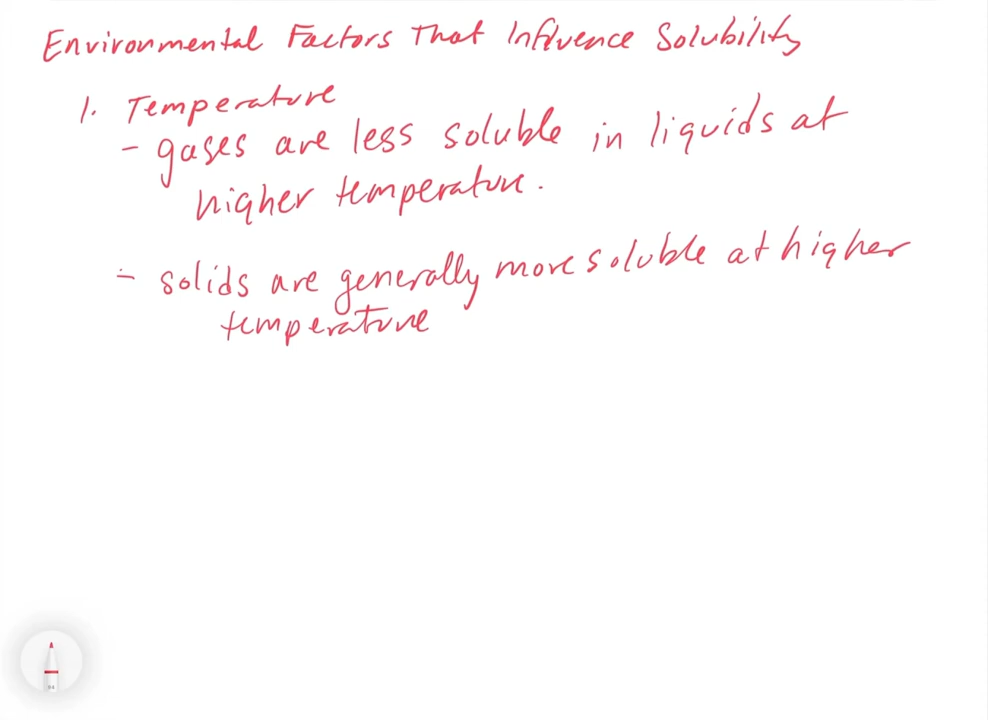 Environmental Factors That Influence Solubility
1. Temperature
- gases are less soluble in liquids at
higher temperature.
- solids are generally more soluble at higher
temperature